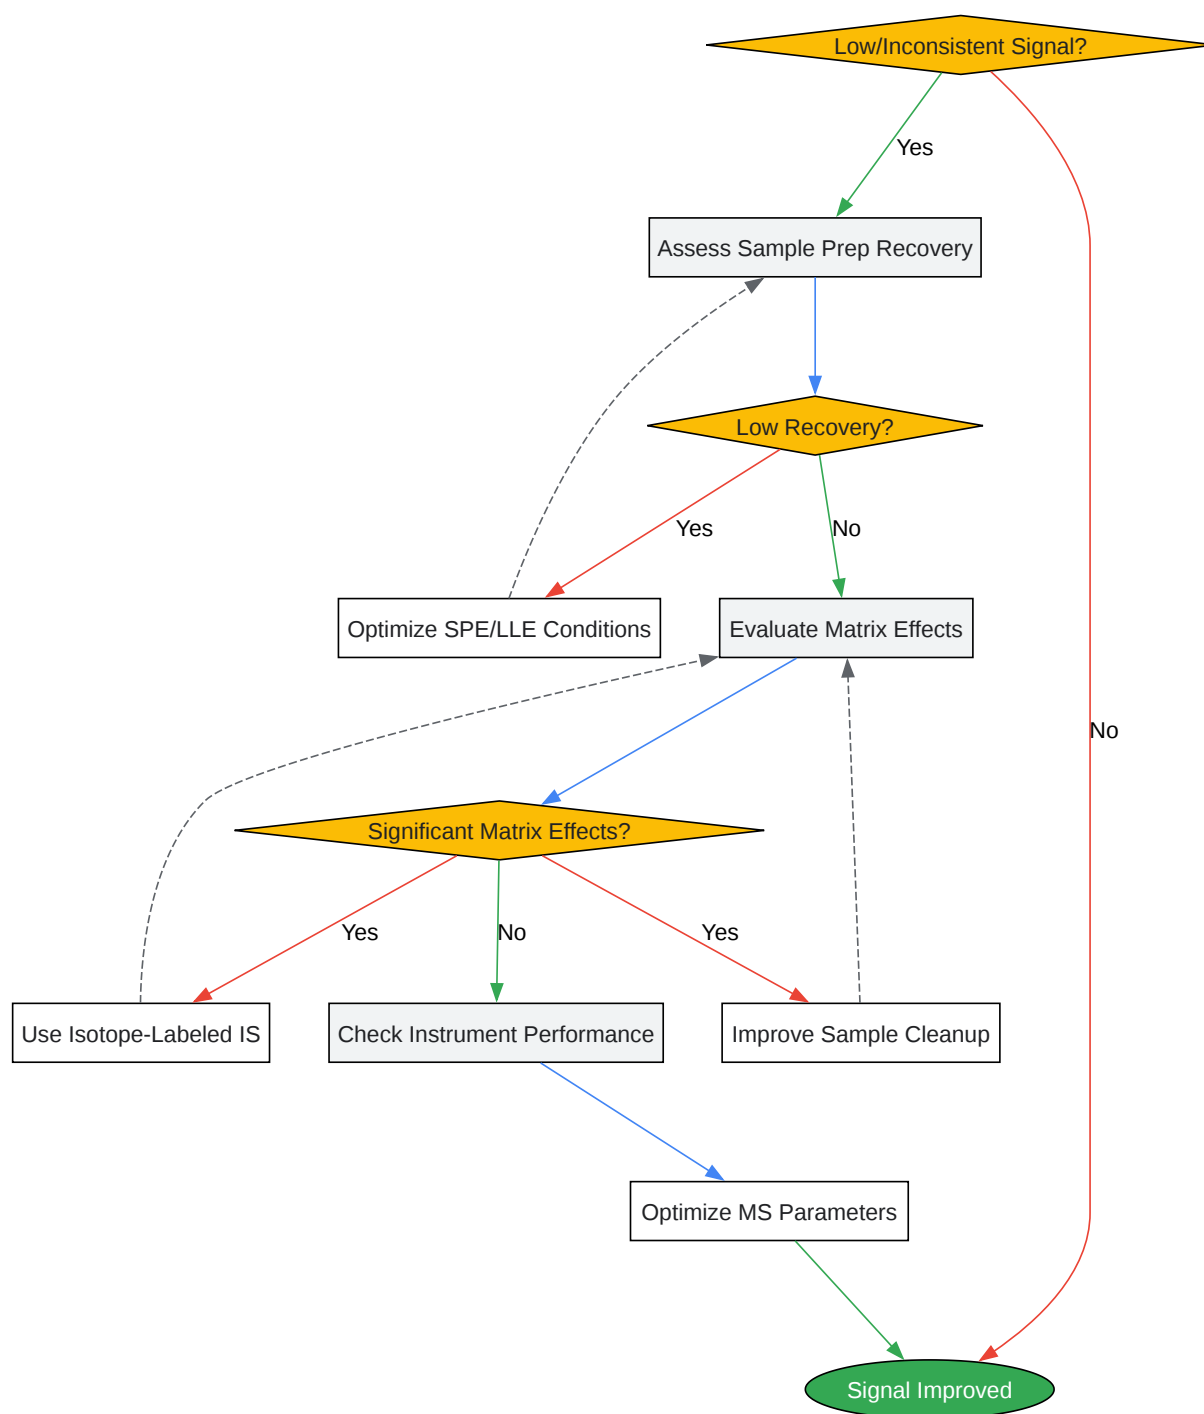 Low/Inconsistent Signal?
Yes
Assess Sample Prep Recovery
Low Recovery?
Yes
No
Optimize SPE/LLE Conditions
Evaluate Matrix Effects
No
Significant Matrix Effects?
Yes
No
Yes
Use Isotope-Labeled IS
Check Instrument Performance
Improve Sample Cleanup
Optimize MS Parameters
Signal Improved